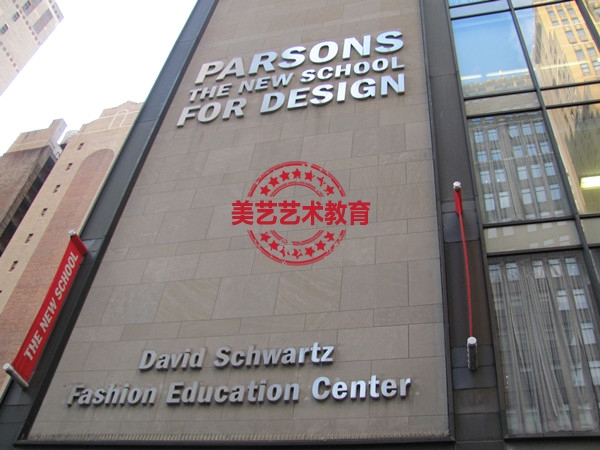 PARSONS
THE NEW SCHOOL
FOR DESIGN
美艺艺术教育
THE NEW SCHOOL
David Schwartz
Fashion Education Center